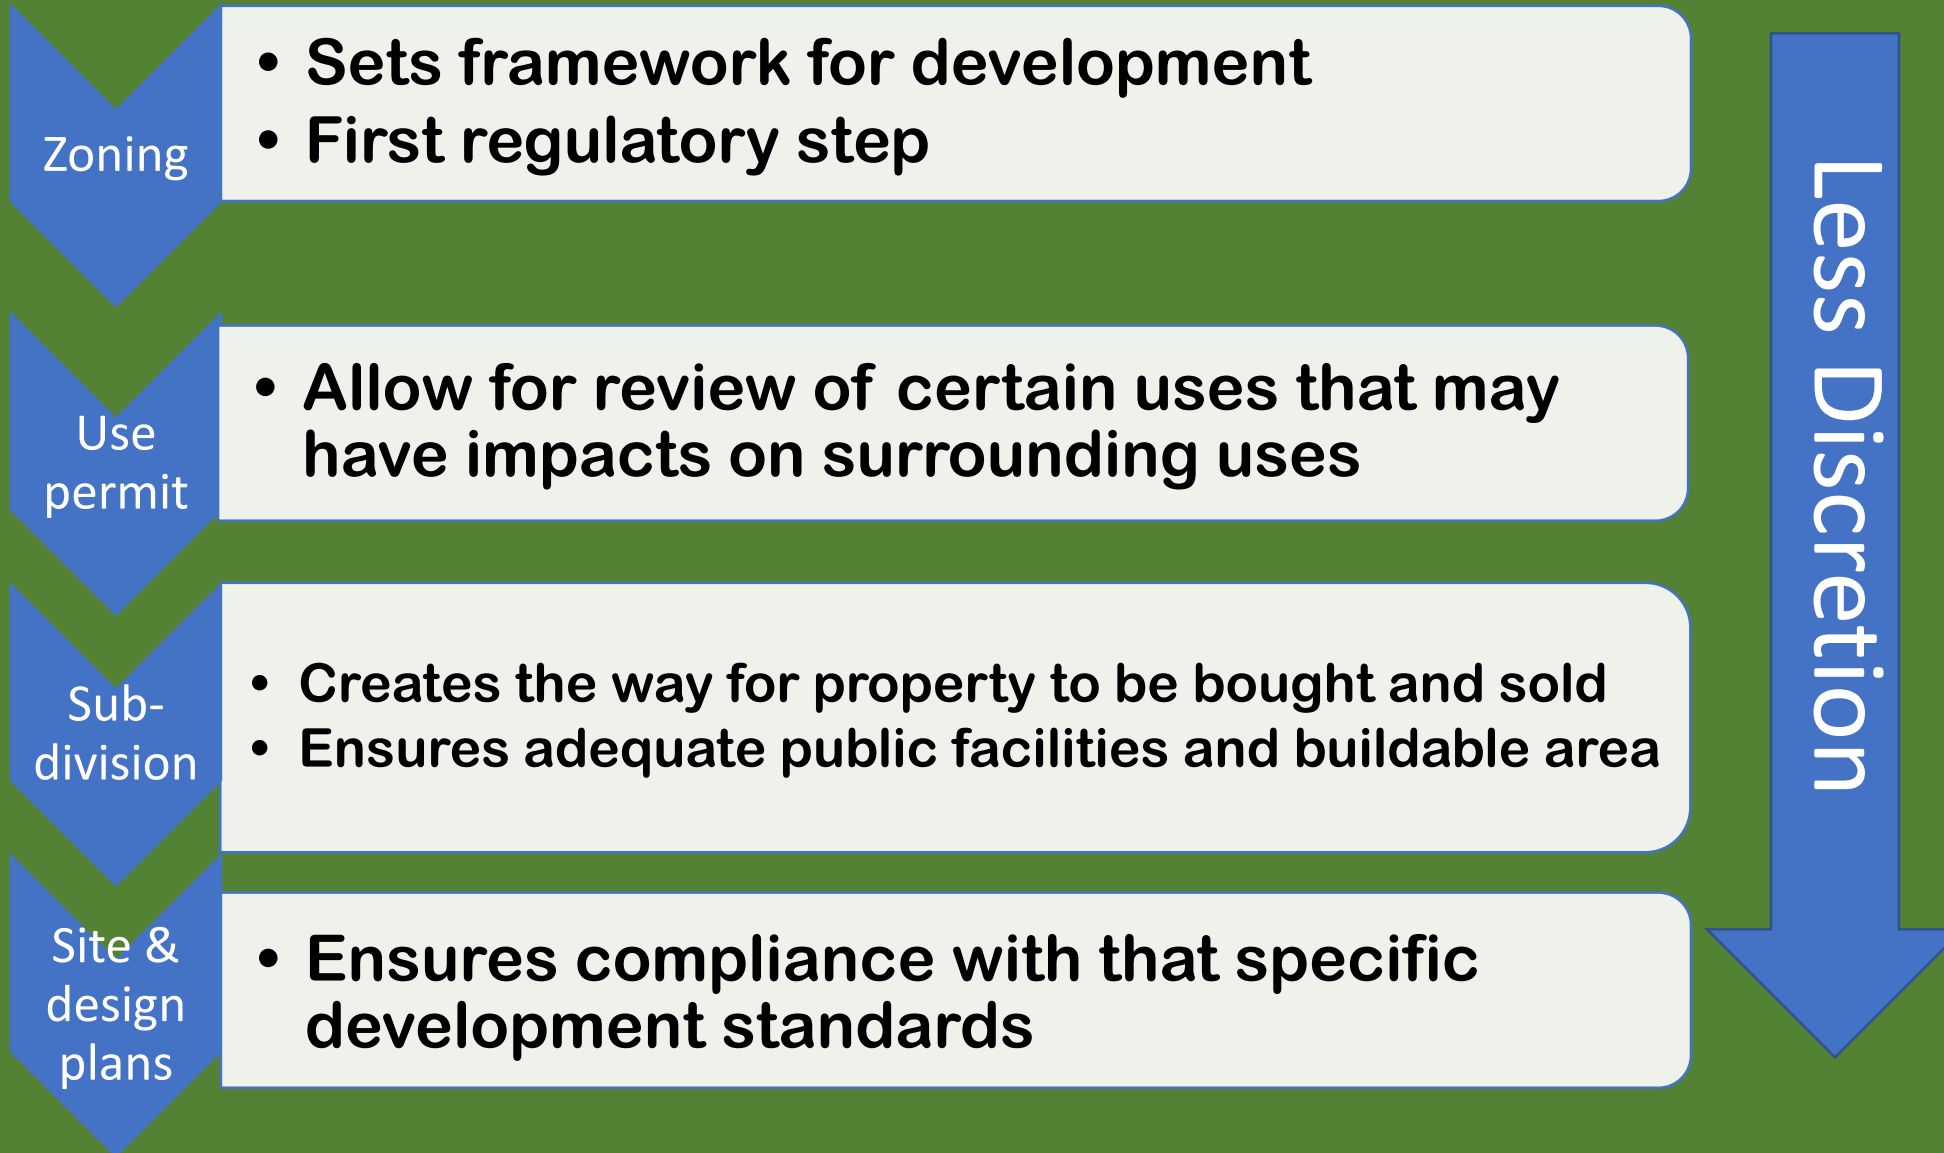 Zoning
• Sets framework for development
• First regulatory step
Use
permit
• Allow for review of certain uses that may
have impacts on surrounding uses
Sub-
division
• Creates the way for property to be bought and sold
• Ensures adequate public facilities and buildable area
Site &
design
plans
• Ensures compliance with that specific
development standards
Less Discretion